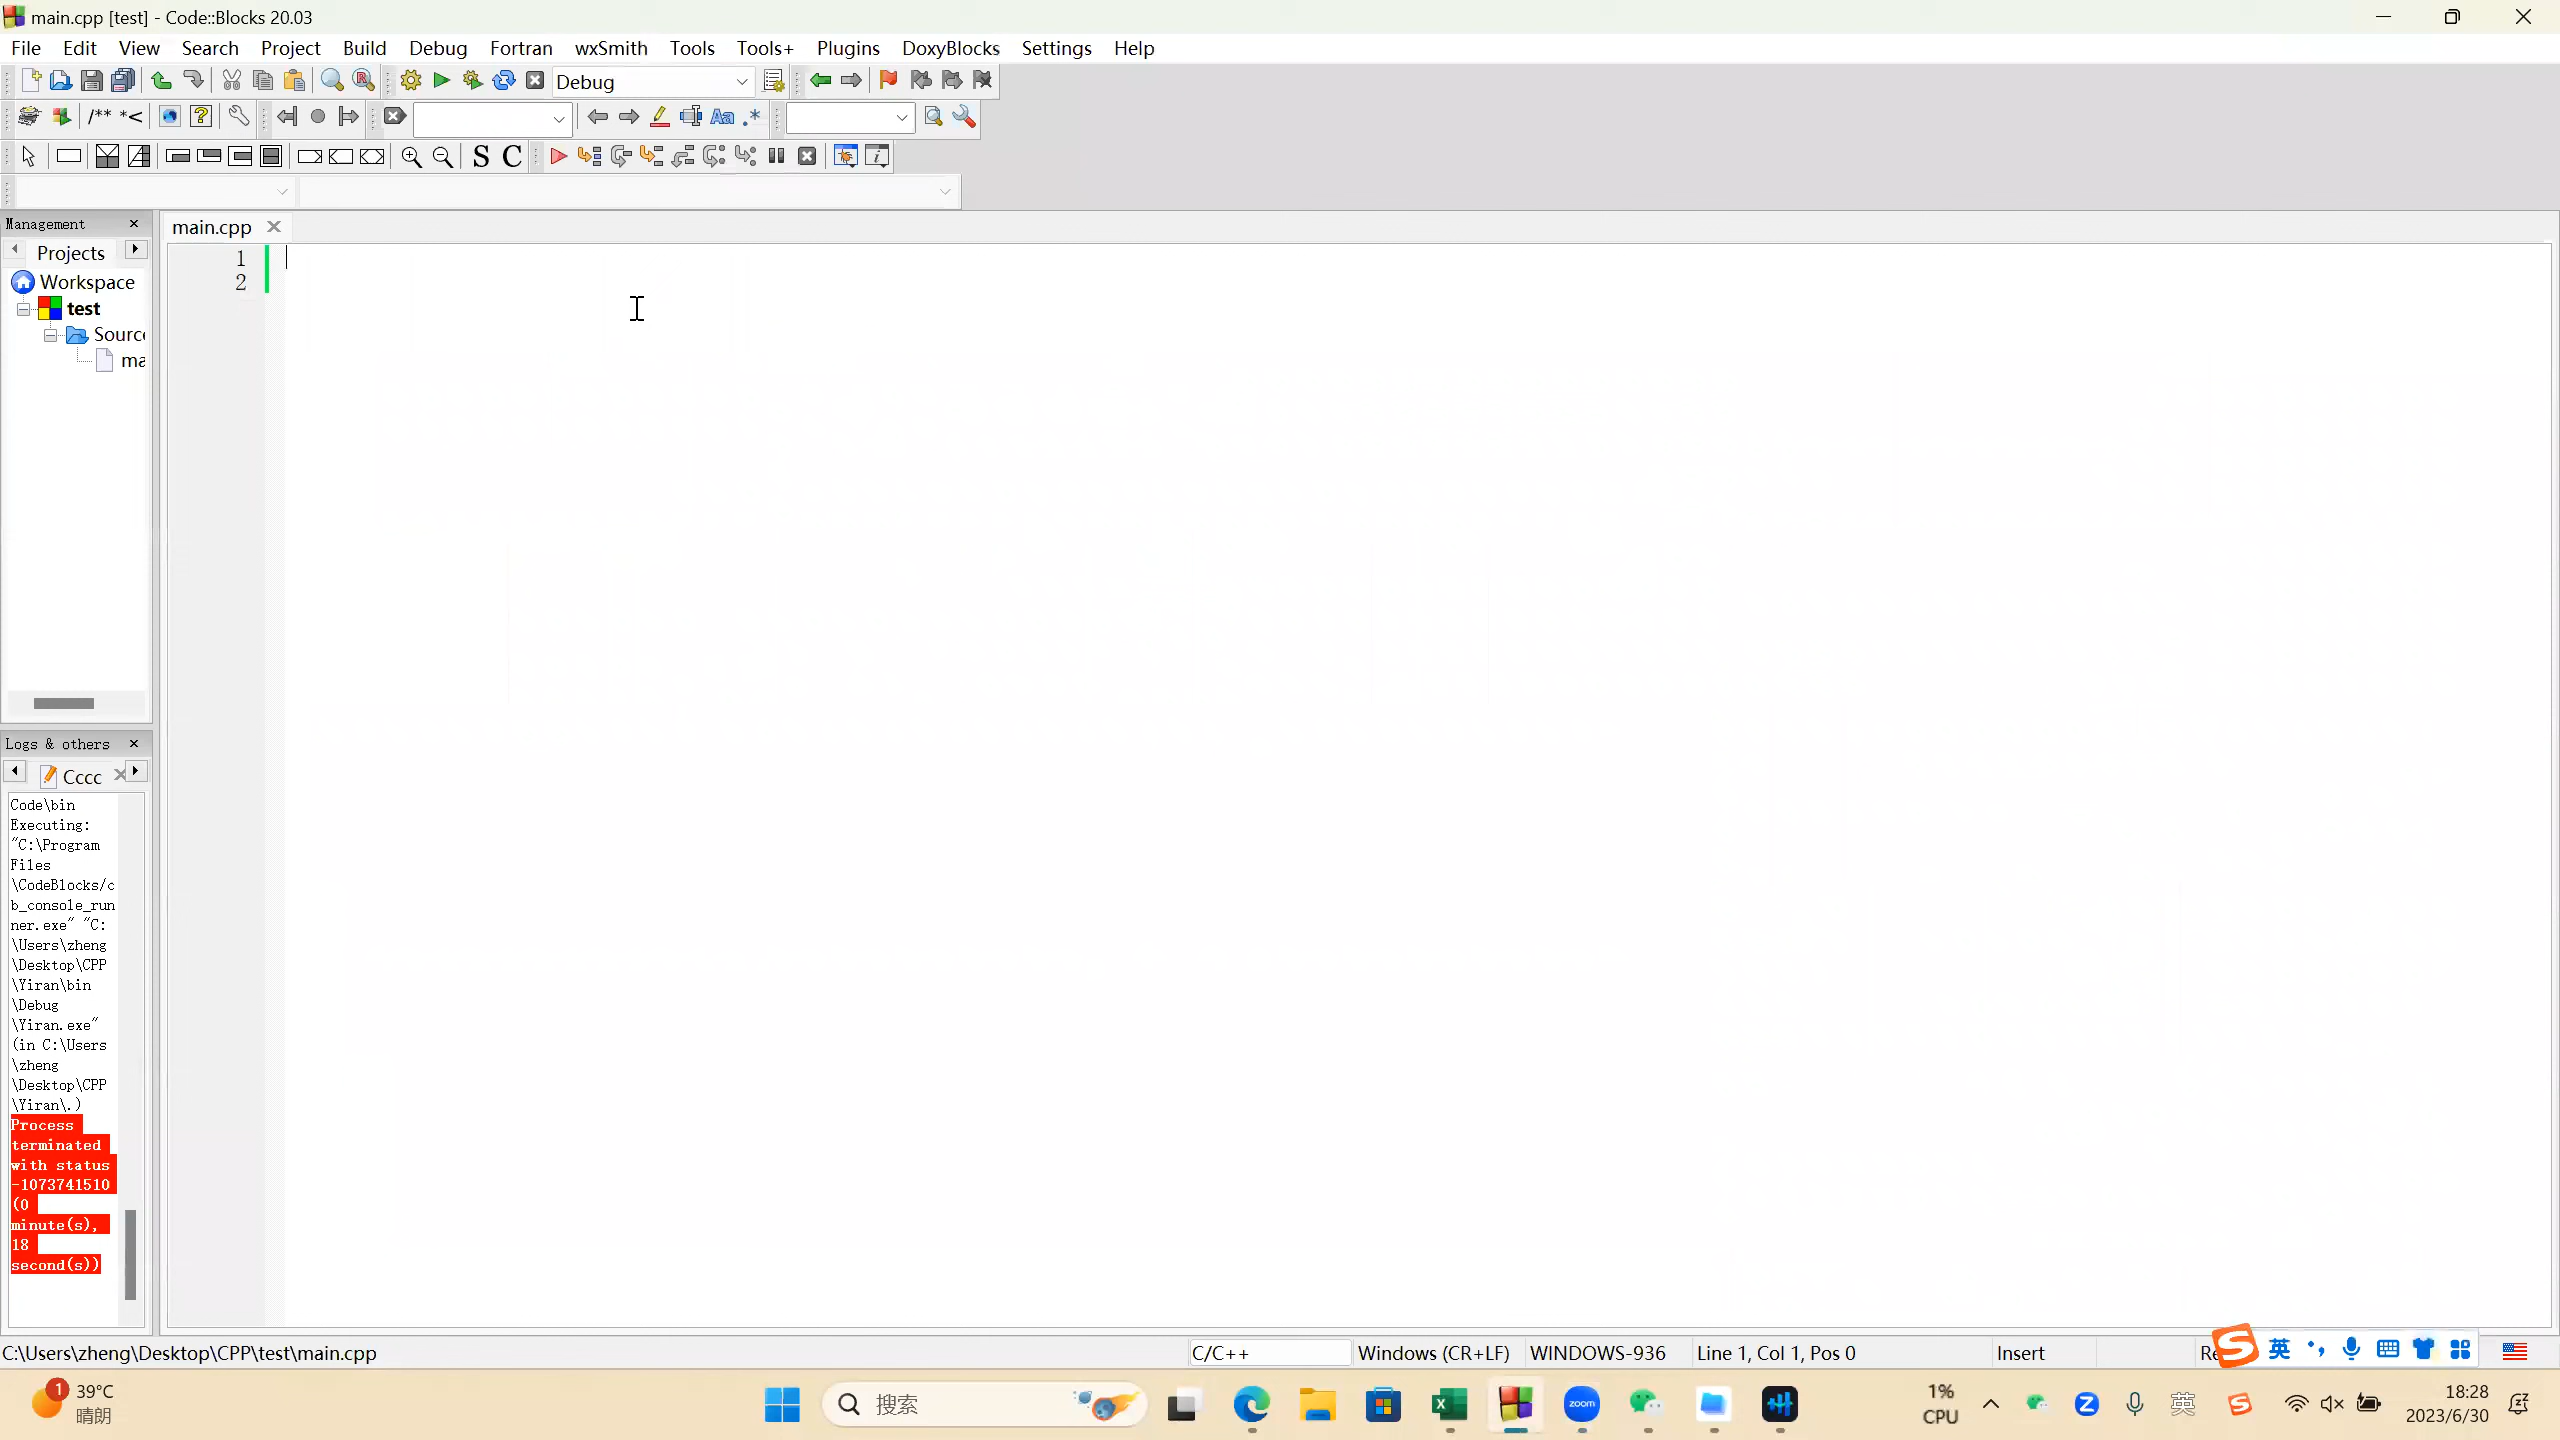 main.cpp [test] - Code::Blocks 20.03
File Edit View Search Project Build Debug Fortran wxSmith Tools Tools+ Plugins DoxyBlocks Settings Help
Debug
/** *<
Aa .*
S C
Management
main.cpp
Projects
1
2
Workspace
test
Sourc
ma
Logs & others
Cccc
Code\bin
Executing:
"C:\Program
Files
\CodeBlocks/c
b_console_run
ner.exe" "C:
\Users\zheng
\Desktop\CPP
\Yiran\bin
\Debug
\Yiran.exe"
(in C:\Users
\zheng
\Desktop\CPP
\Yiran\.)
Process
terminated
with status
-1073741510
(0
minute(s),
18
second(s))
C:\Users\zheng\Desktop\CPP\test\main.cpp C/C++ Windows (CR+LF) WINDOWS-936 Line 1, Col 1, Pos 0 Insert Re 英
1 39°C
晴朗
搜索
zoom
1%
CPU
英
18:28
2023/6/30